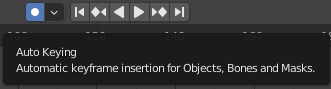 Auto Keying
Automatic keyframe insertion for Objects, Bones and Masks.